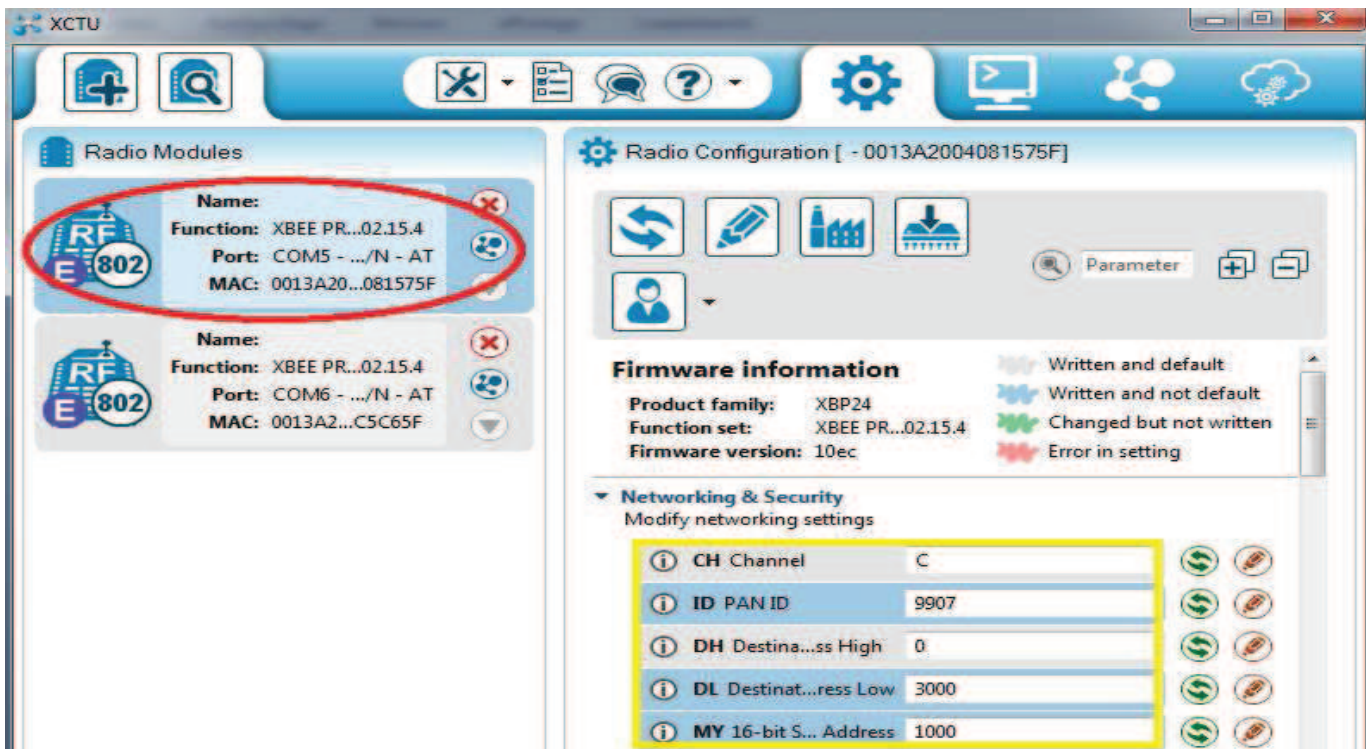 XCTU
Radio Modules
Name:
Function: XBEE PR...02.15.4
Port: COM5 - .../N - AT
MAC: 0013A20...081575F
RF
E
802
Name:
Function: XBEE PR...02.15.4
Port: COM6 - .../N - AT
MAC: 0013A2...C5C65F
RF
E
802
Radio Configuration [ - 0013A2004081575F]
Parameter
Firmware information
Product family: XBP24
Function set: XBEE PR...02.15.4
Firmware version: 10ec
Written and default
Written and not default
Changed but not written
Error in setting
Networking & Security
Modify networking settings
CH Channel C
ID PAN ID 9907
DH Destina...ss High 0
DL Destinat...ress Low 3000
MY 16-bit S... Address 1000